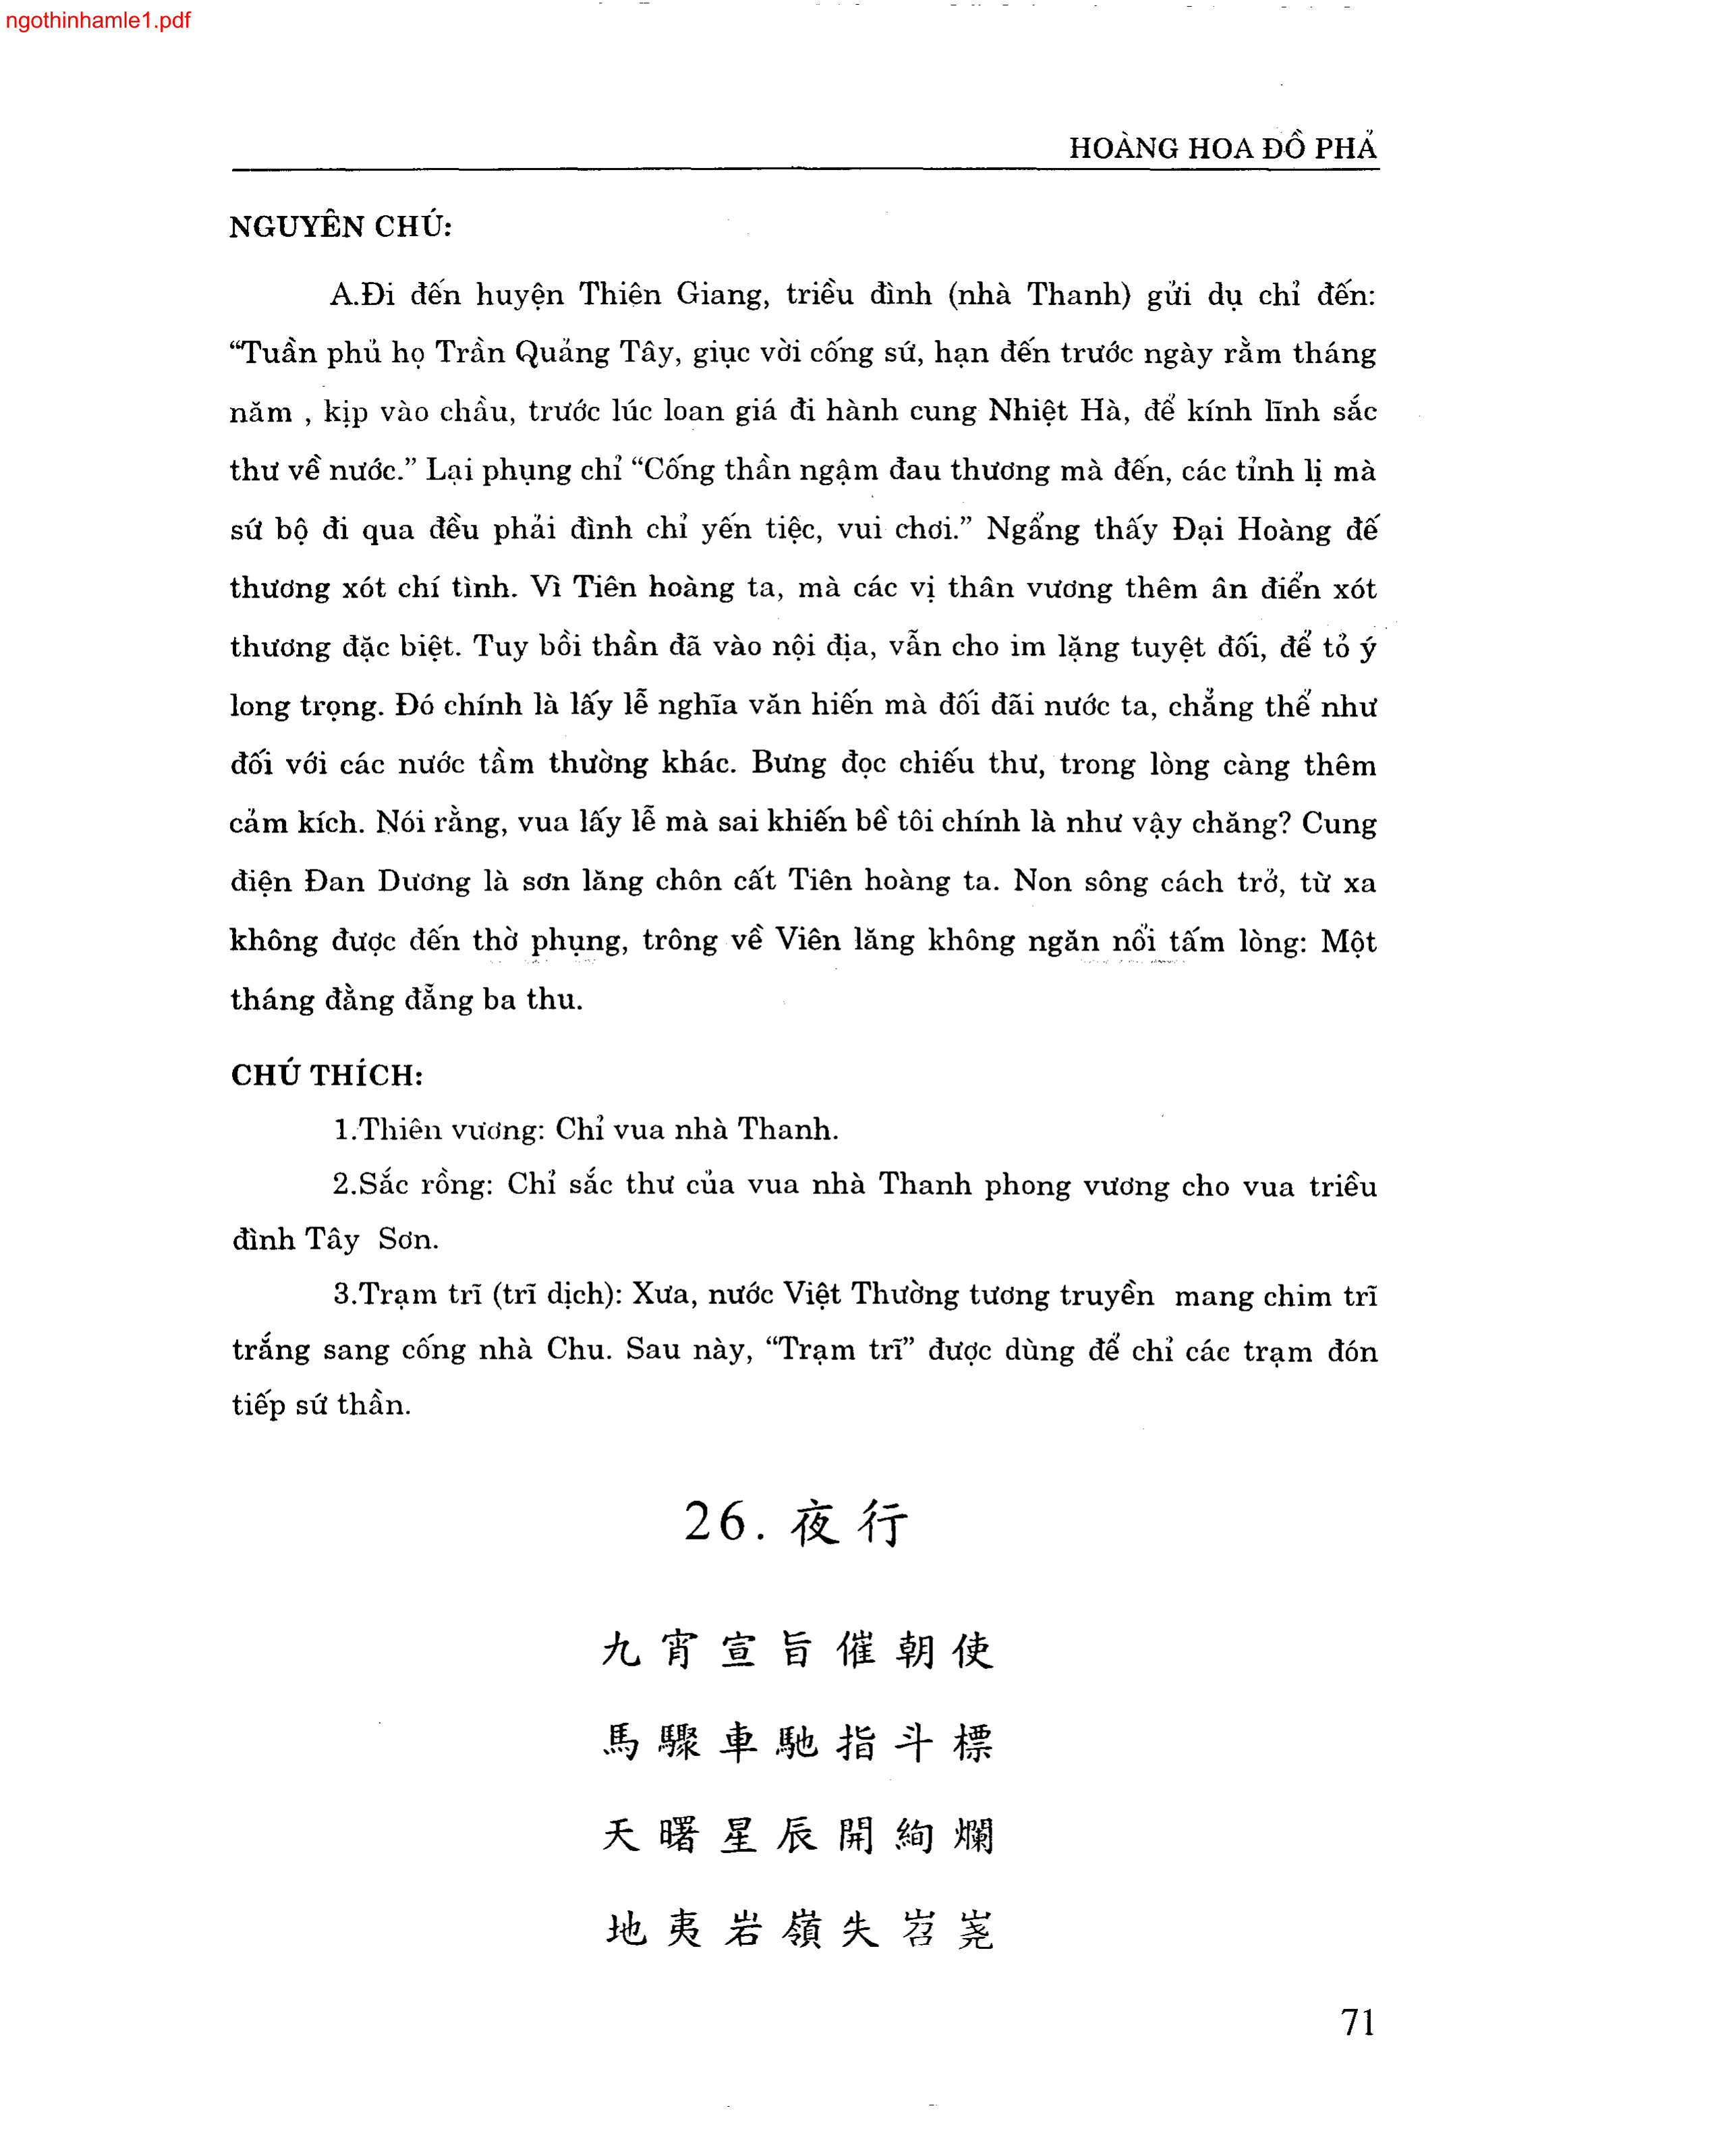 ngothinhamle1.pdf
HOÀNG HOA ĐỒ PHẢ
NGUYÊN CHÚ:
A.Đi đến huyện Thiên Giang, triều đình (nhà Thanh) gửi dụ chỉ đến:
“Tuần phủ họ Trần Quảng Tây, giục vời cống sứ, hạn đến trước ngày rằm tháng
năm , kịp vào chầu, trước lúc loan giá đi hành cung Nhiệt Hà, để kính lĩnh sắc
thư về nước.” Lại phụng chỉ “Cống thần ngậm đau thương mà đến, các tỉnh lị mà
sứ bộ đi qua đều phải đình chỉ yến tiệc, vui chơi.” Ngẩng thấy Đại Hoàng đế
thương xót chí tình. Vì Tiên hoàng ta, mà các vị thân vương thêm ân điển xót
thương đặc biệt. Tuy bồi thần đã vào nội địa, vẫn cho im lặng tuyệt đối, để tỏ ý
long trọng. Đó chính là lấy lễ nghĩa văn hiến mà đối đãi nước ta, chẳng thể như
đối với các nước tầm thường khác. Bưng đọc chiếu thư, trong lòng càng thêm
cảm kích. Nói rằng, vua lấy lễ mà sai khiến bề tôi chính là như vậy chăng? Cung
điện Đan Dương là sơn lăng chôn cất Tiên hoàng ta. Non sông cách trở, từ xa
không được đến thờ phụng, trông về Viên lăng không ngăn nổi tấm lòng: Một
tháng đằng đẵng ba thu.
CHÚ THÍCH:
1.Thiên vương: Chỉ vua nhà Thanh.
2.Sắc rồng: Chỉ sắc thư của vua nhà Thanh phong vương cho vua triều
đình Tây Sơn.
3.Trạm trĩ (trĩ dịch): Xưa, nước Việt Thường tương truyền mang chim trĩ
trắng sang cống nhà Chu. Sau này, “Trạm trĩ” được dùng để chỉ các trạm đón
tiếp sứ thần.
26. 夜行
九宵宣旨催朝使
馬驟車馳指斗標
天曙星辰開絢爛
地夷岩嶺失岧嶤
71